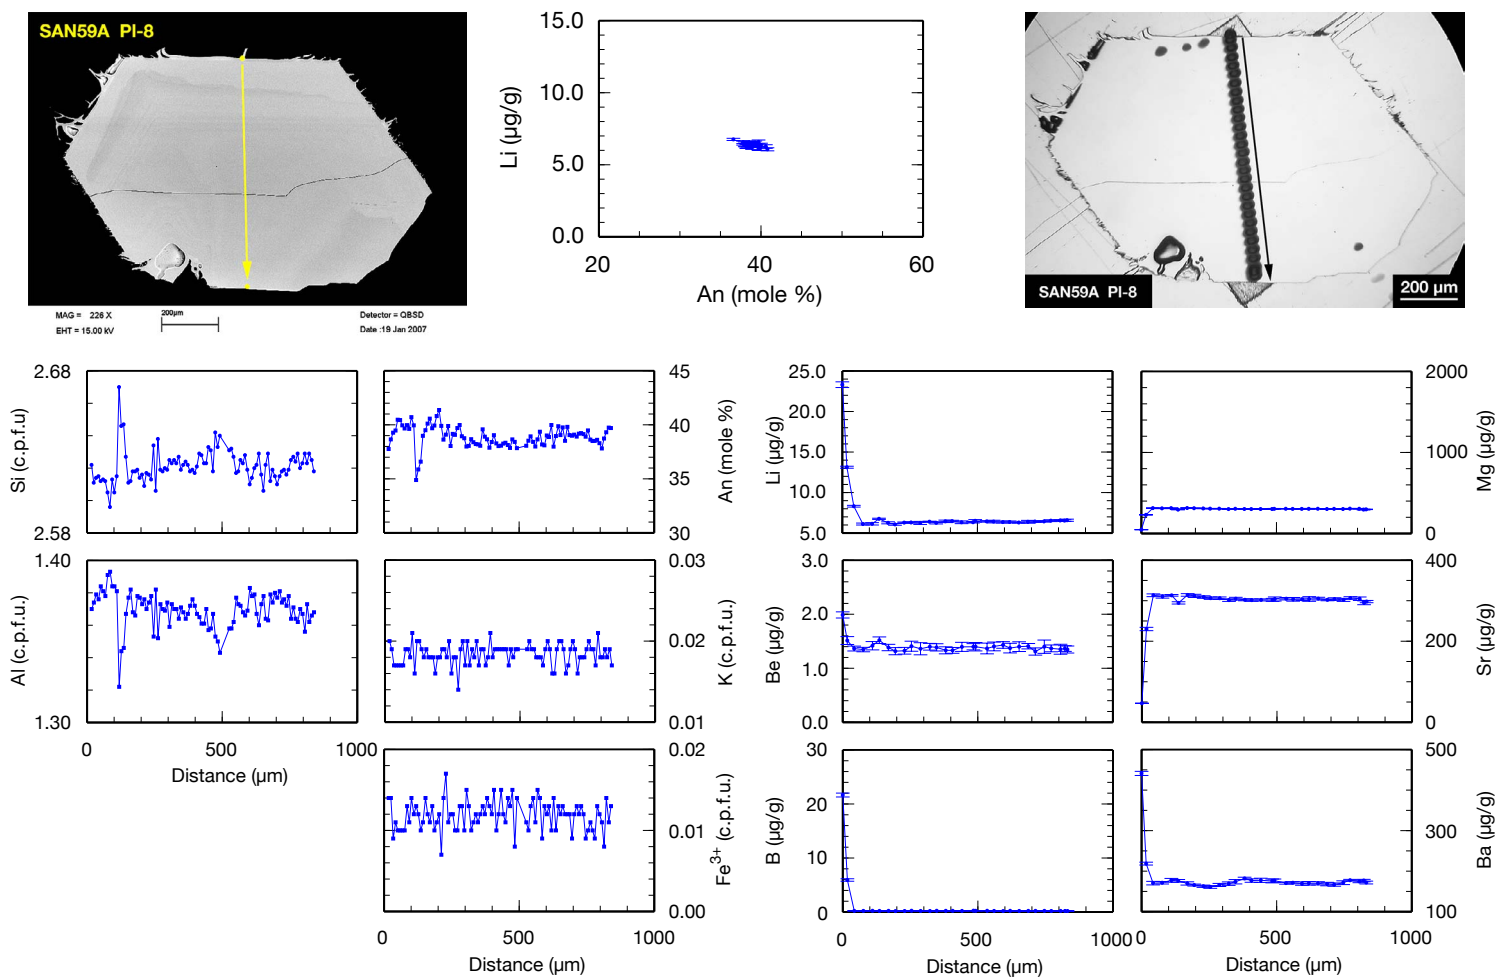 SAN59A PI-8
MAG = 226 X
EHT = 15.00 kV
200µm
Detector = QBSD
Date :19 Jan 2007
15.0
10.0
5.0
0.0
Li (µg/g)
20
40
60
An (mole %)
SAN59A PI-8
200 µm
2.68
2.58
Si (c.p.f.u)
45
40
35
30
An (mole %)
25.0
20.0
15.0
10.0
5.0
Li (µg/g)
2000
1000
0
Mg (µg/g)
1.40
1.30
Al (c.p.f.u.)
0
500
1000
Distance (µm)
0.03
0.02
0.01
K (c.p.f.u.)
3.0
2.0
1.0
0.0
Be (µg/g)
400
200
0
Sr (µg/g)
0.02
0.01
0.00
Fe3+ (c.p.f.u.)
0
500
1000
Distance (µm)
30
20
10
0
B (µg/g)
0
500
1000
Distance (µm)
500
300
100
Ba (µg/g)
0
500
1000
Distance (µm)